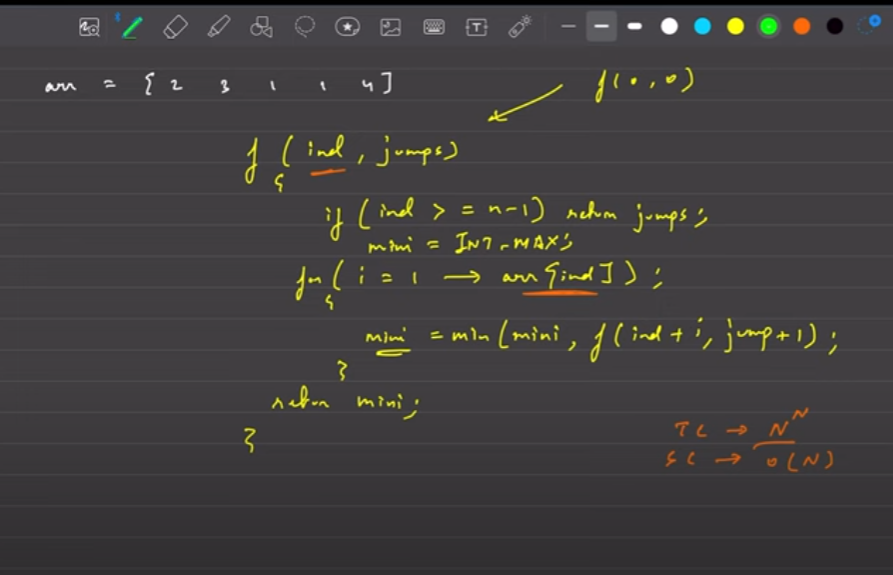 arr = { 2 3 1 1 4 ]
f(0,0)
f ( ind , jumps)
{
if (ind >= n-1) return jumps;
mini = INT_MAX;
for( i = 1 → arr[ind] ) ;
{
mini = min(mini, f(ind+i, jump+1) ;
}
return mini;
}
TC → N^N
SC → O(N)